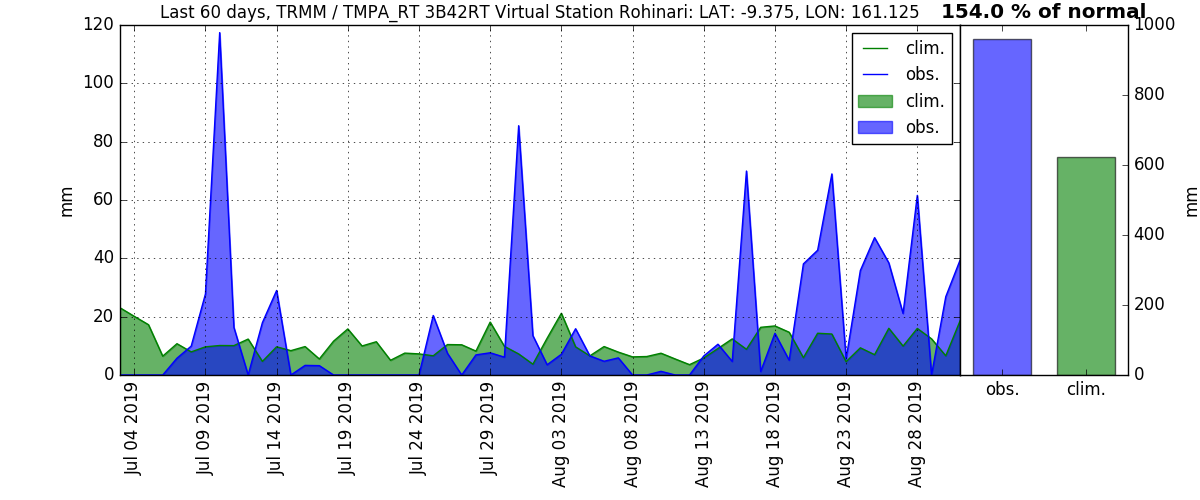 Last 60 days, TRMM / TMPA_RT 3B42RT Virtual Station Rohinari: LAT: -9.375, LON: 161.125
154.0 % of normal
120
100
80
60
40
20
0
mm
clim.
obs.
clim.
obs.
Jul 04 2019
Jul 09 2019
Jul 14 2019
Jul 19 2019
Jul 24 2019
Jul 29 2019
Aug 03 2019
Aug 08 2019
Aug 13 2019
Aug 18 2019
Aug 23 2019
Aug 28 2019
obs.
clim.
1000
800
600
400
200
0
mm